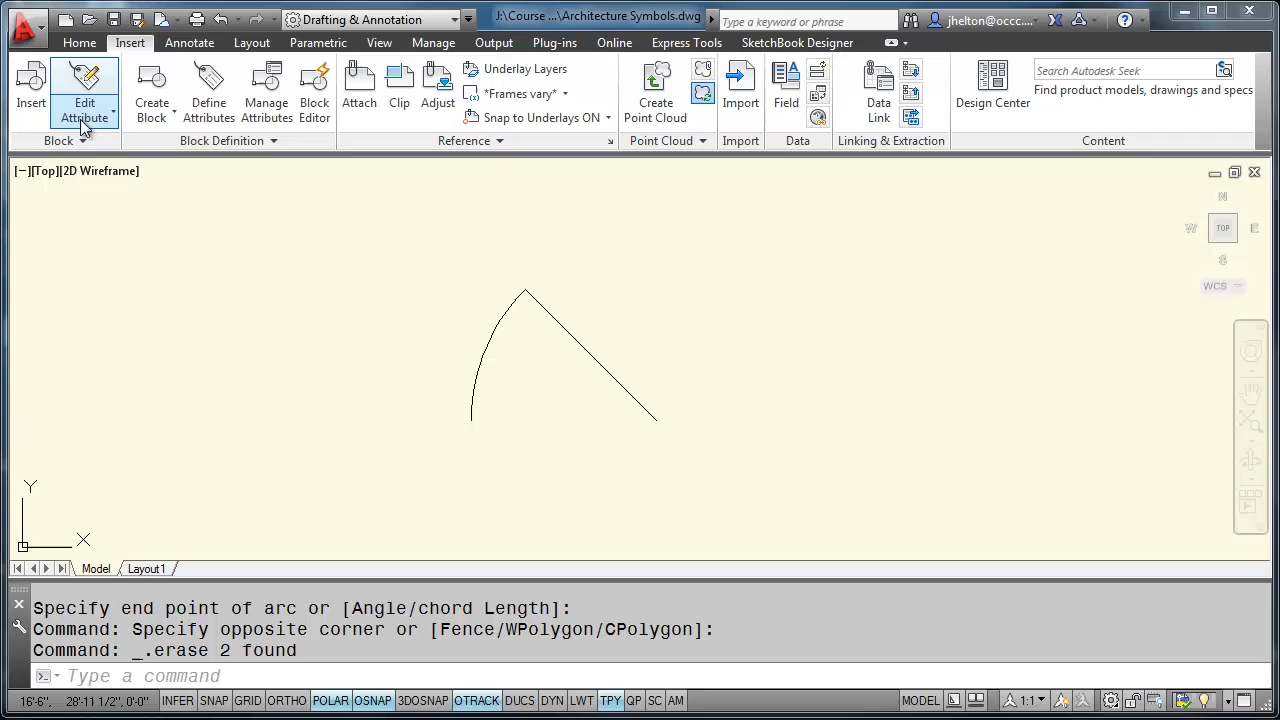 Drafting & Annotation
J:\Course ...\Architecture Symbols.dwg
Type a keyword or phrase
jhelton@occc....
Home Insert Annotate Layout Parametric View Manage Output Plug-ins Online Express Tools SketchBook Designer
Insert
Edit
Attribute
Create
Block
Define
Attributes
Manage
Attributes
Block
Editor
Attach
Clip
Adjust
Underlay Layers
*Frames vary*
Snap to Underlays ON
Create
Point Cloud
Import
Field
Data
Link
Design Center
Search Autodesk Seek
Find product models, drawings and specs
Block Block Definition Reference Point Cloud Import Data Linking & Extraction Content
[−][Top][2D Wireframe]
N
W TOP E
S
WCS
Y
X
Model Layout1
Specify end point of arc or [Angle/chord Length]:
Command: Specify opposite corner or [Fence/WPolygon/CPolygon]:
Command: _.erase 2 found
Type a command
16'-6", 28'-11 1/2", 0'-0" INFER SNAP GRID ORTHO POLAR OSNAP 3DOSNAP OTRACK DUCS DYN LWT TPY QP SC AM MODEL 1:1